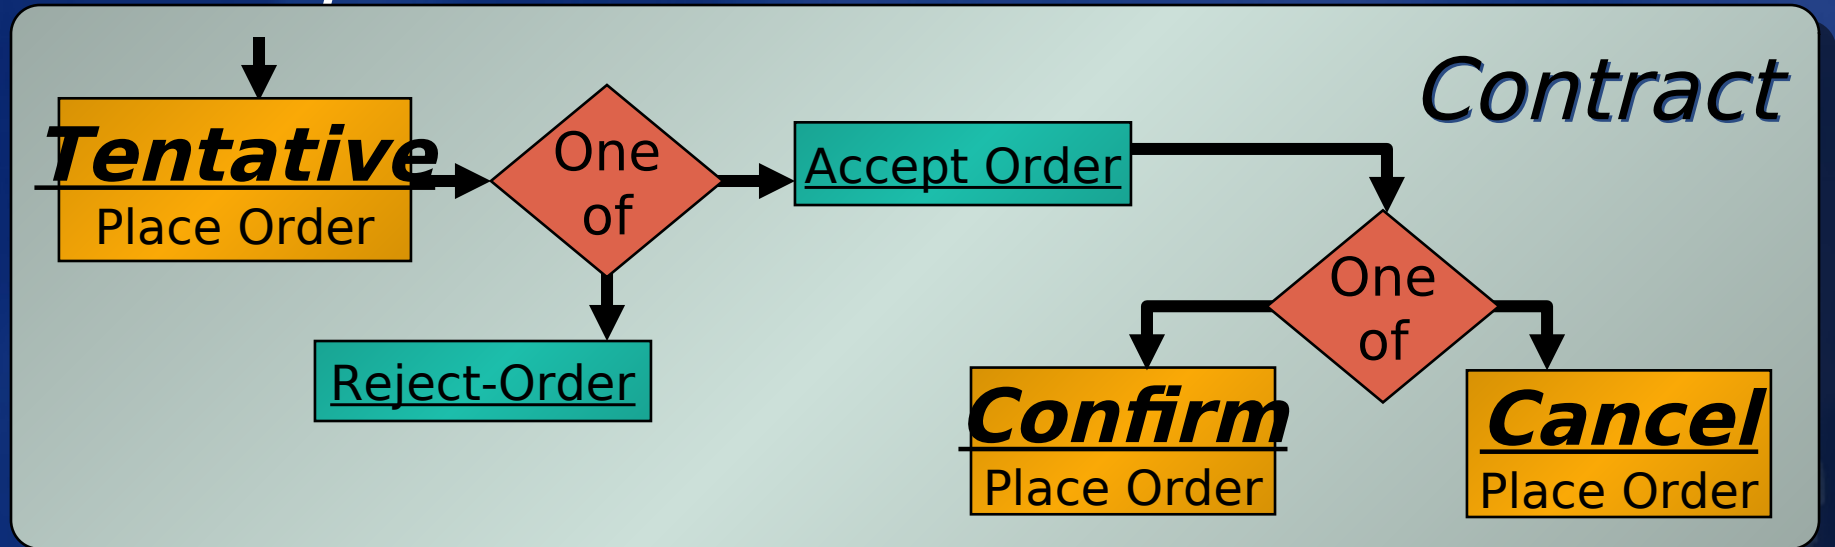 Contract
Tentative
Place Order
One
of
Accept Order
Reject-Order
One
of
Confirm
Place Order
Cancel
Place Order